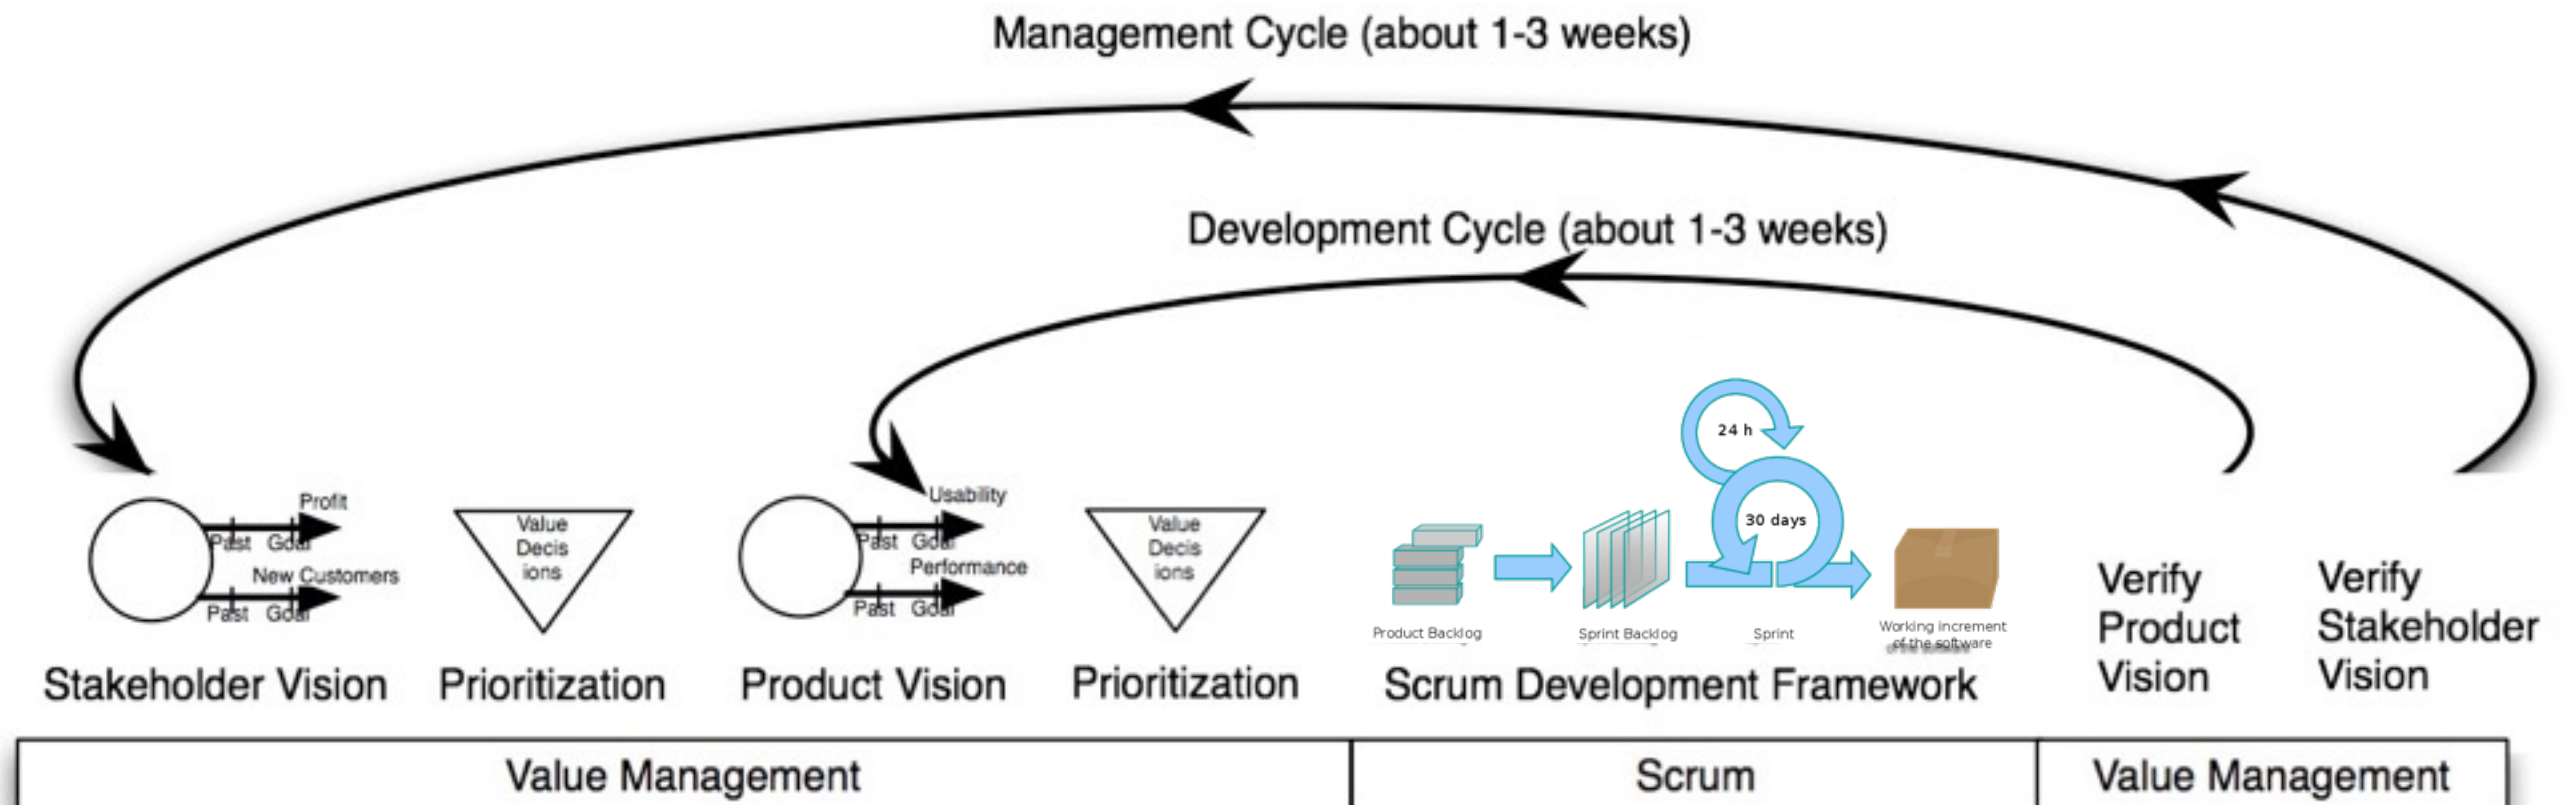 Management Cycle (about 1-3 weeks)
Development Cycle (about 1-3 weeks)
24 h
30 days
Profit
Past Goal
New Customers
Past Goal
Value
Decis
ions
Usability
Past Goal
Performance
Past Goal
Value
Decis
ions
Product Backlog
Sprint Backlog
Sprint
Working increment
of the software
Verify
Product
Vision
Verify
Stakeholder
Vision
Stakeholder Vision
Prioritization
Product Vision
Prioritization
Scrum Development Framework
Value Management
Scrum
Value Management